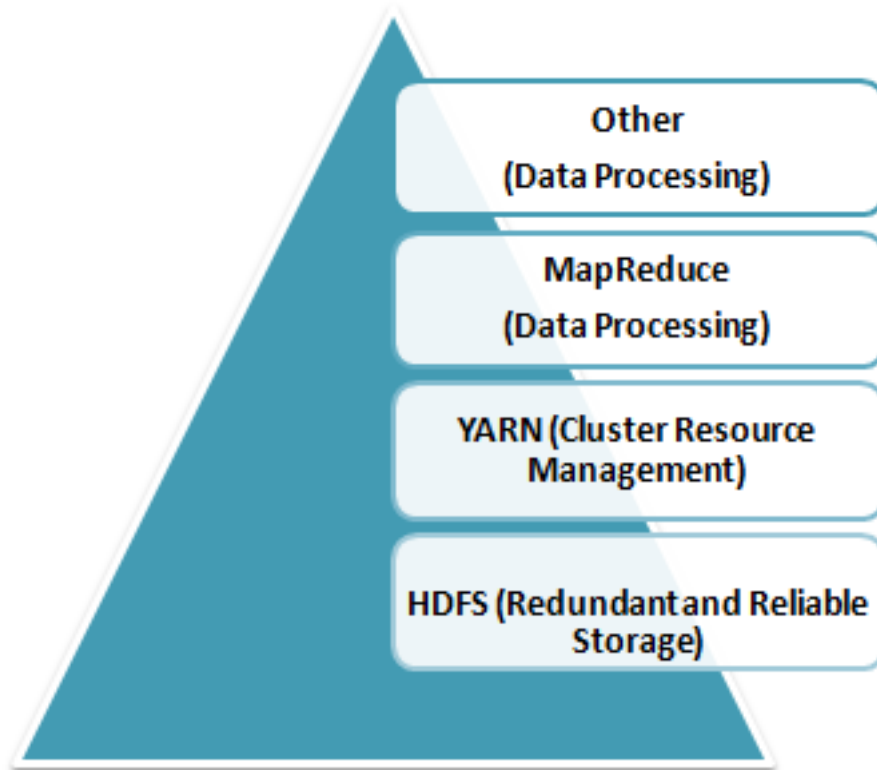 Other
(Data Processing)
MapReduce
(Data Processing)
YARN (Cluster Resource
Management)
HDFS (Redundant and Reliable
Storage)